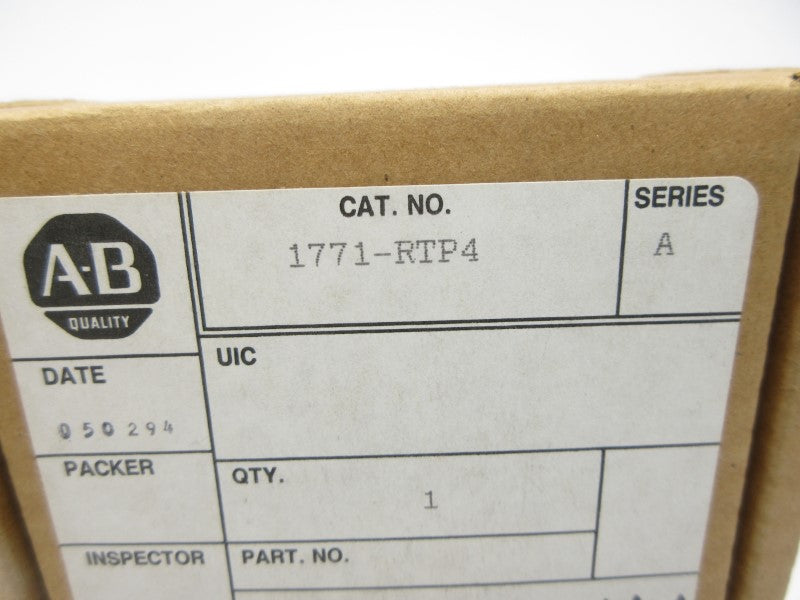 A-B
QUALITY
CAT. NO.
1771-RTP4
SERIES
A
DATE
050294
UIC
PACKER
QTY.
1
INSPECTOR
PART. NO.